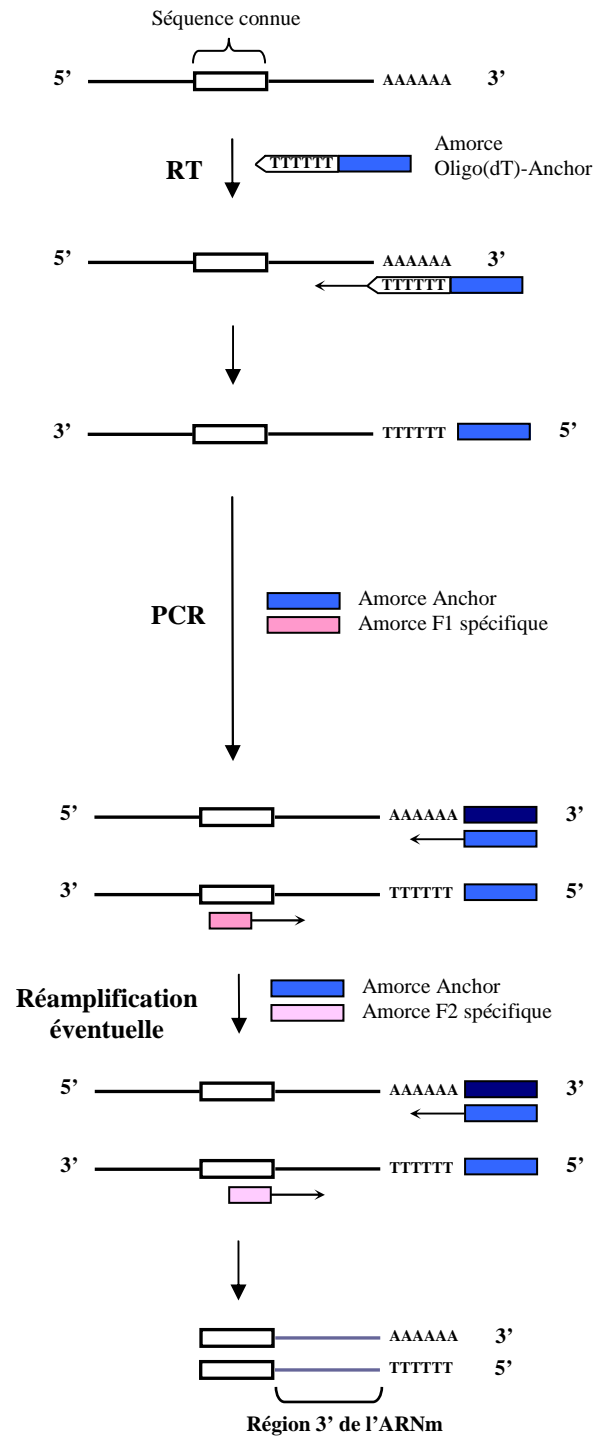 Séquence connue
5’ AAAAAA 3’
RT
TTTTTT
Amorce
Oligo(dT)-Anchor
5’ AAAAAA 3’
TTTTTT
3’ TTTTTT 5’
PCR
Amorce Anchor
Amorce F1 spécifique
5’ AAAAAA 3’
3’ TTTTTT 5’
Réamplification
éventuelle
Amorce Anchor
Amorce F2 spécifique
5’ AAAAAA 3’
3’ TTTTTT 5’
AAAAAA 3’
TTTTTT 5’
Région 3’ de l’ARNm